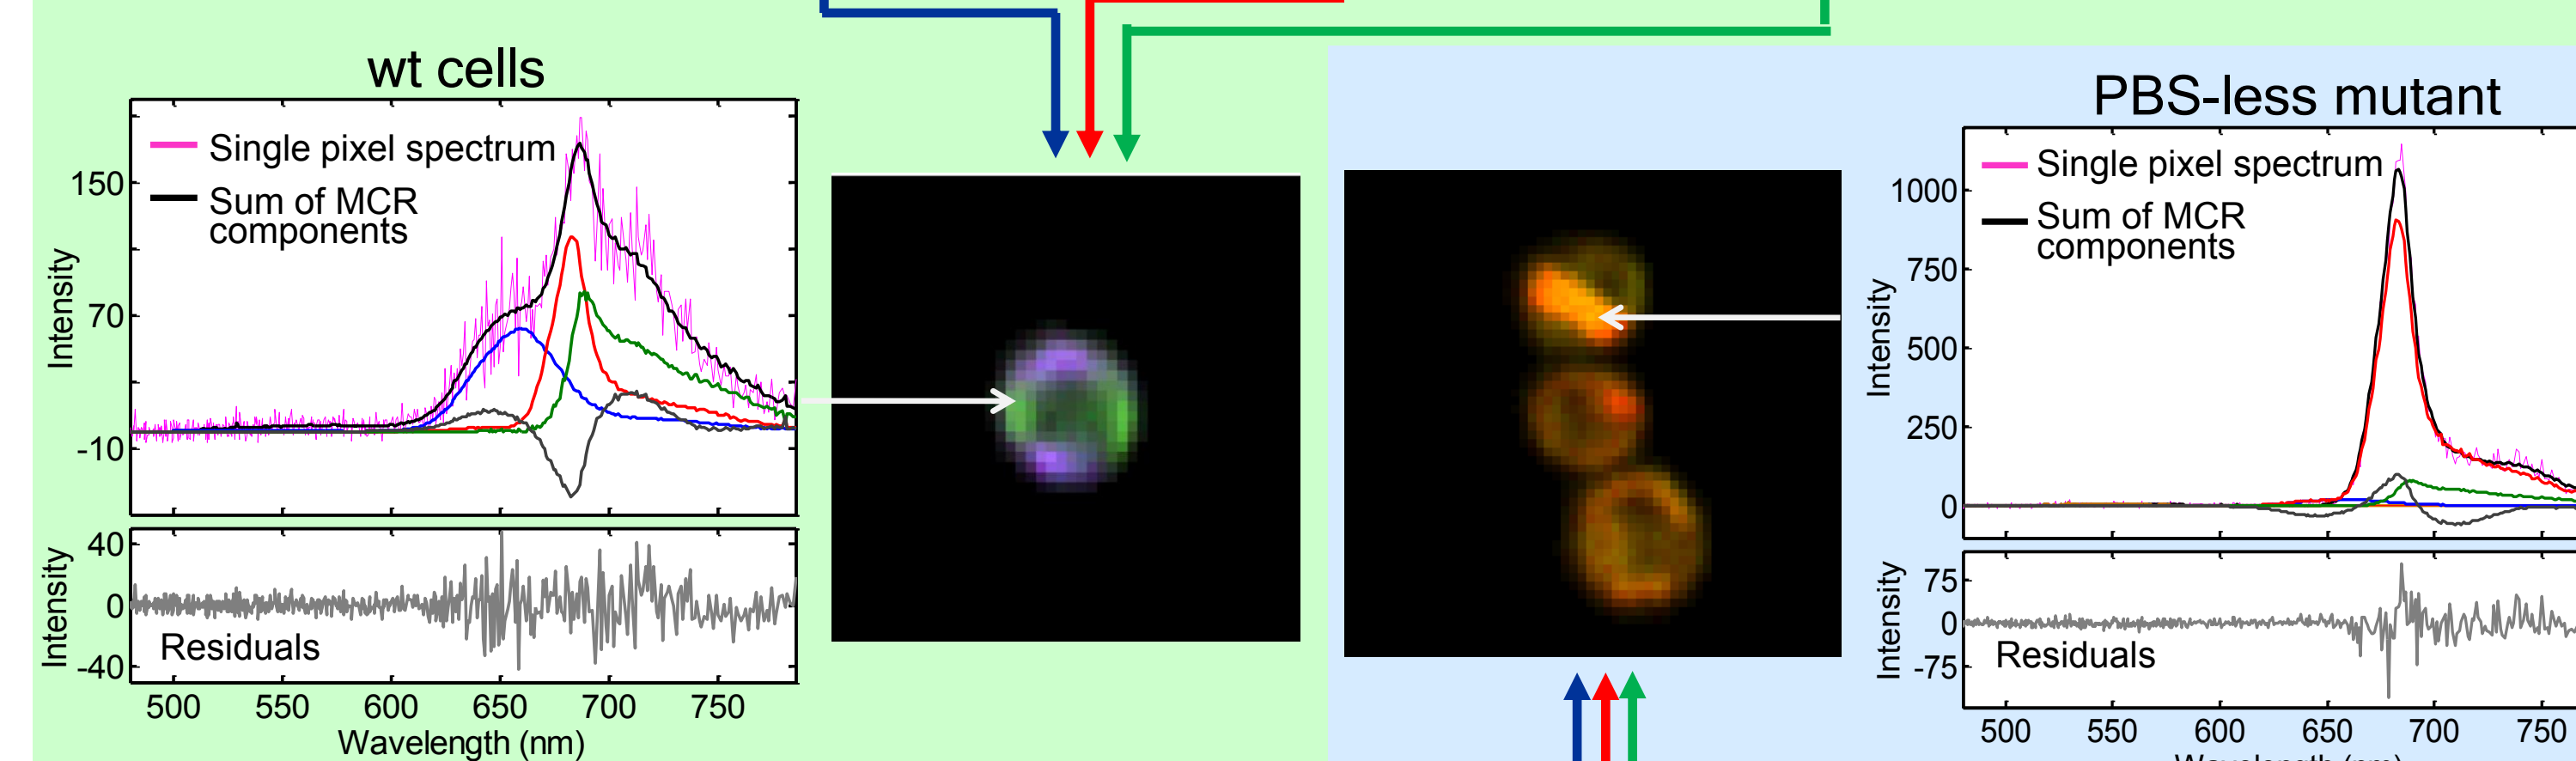 wt cells
Single pixel spectrum
Sum of MCR
components
150
70
-10
Intensity
40
0
-40
Intensity
Residuals
500 550 600 650 700 750
Wavelength (nm)
PBS-less mutant
Single pixel spectrum
Sum of MCR
components
1000
750
500
250
0
Intensity
75
0
-75
Intensity
Residuals
500 550 600 650 700 750
Wavelength (nm)